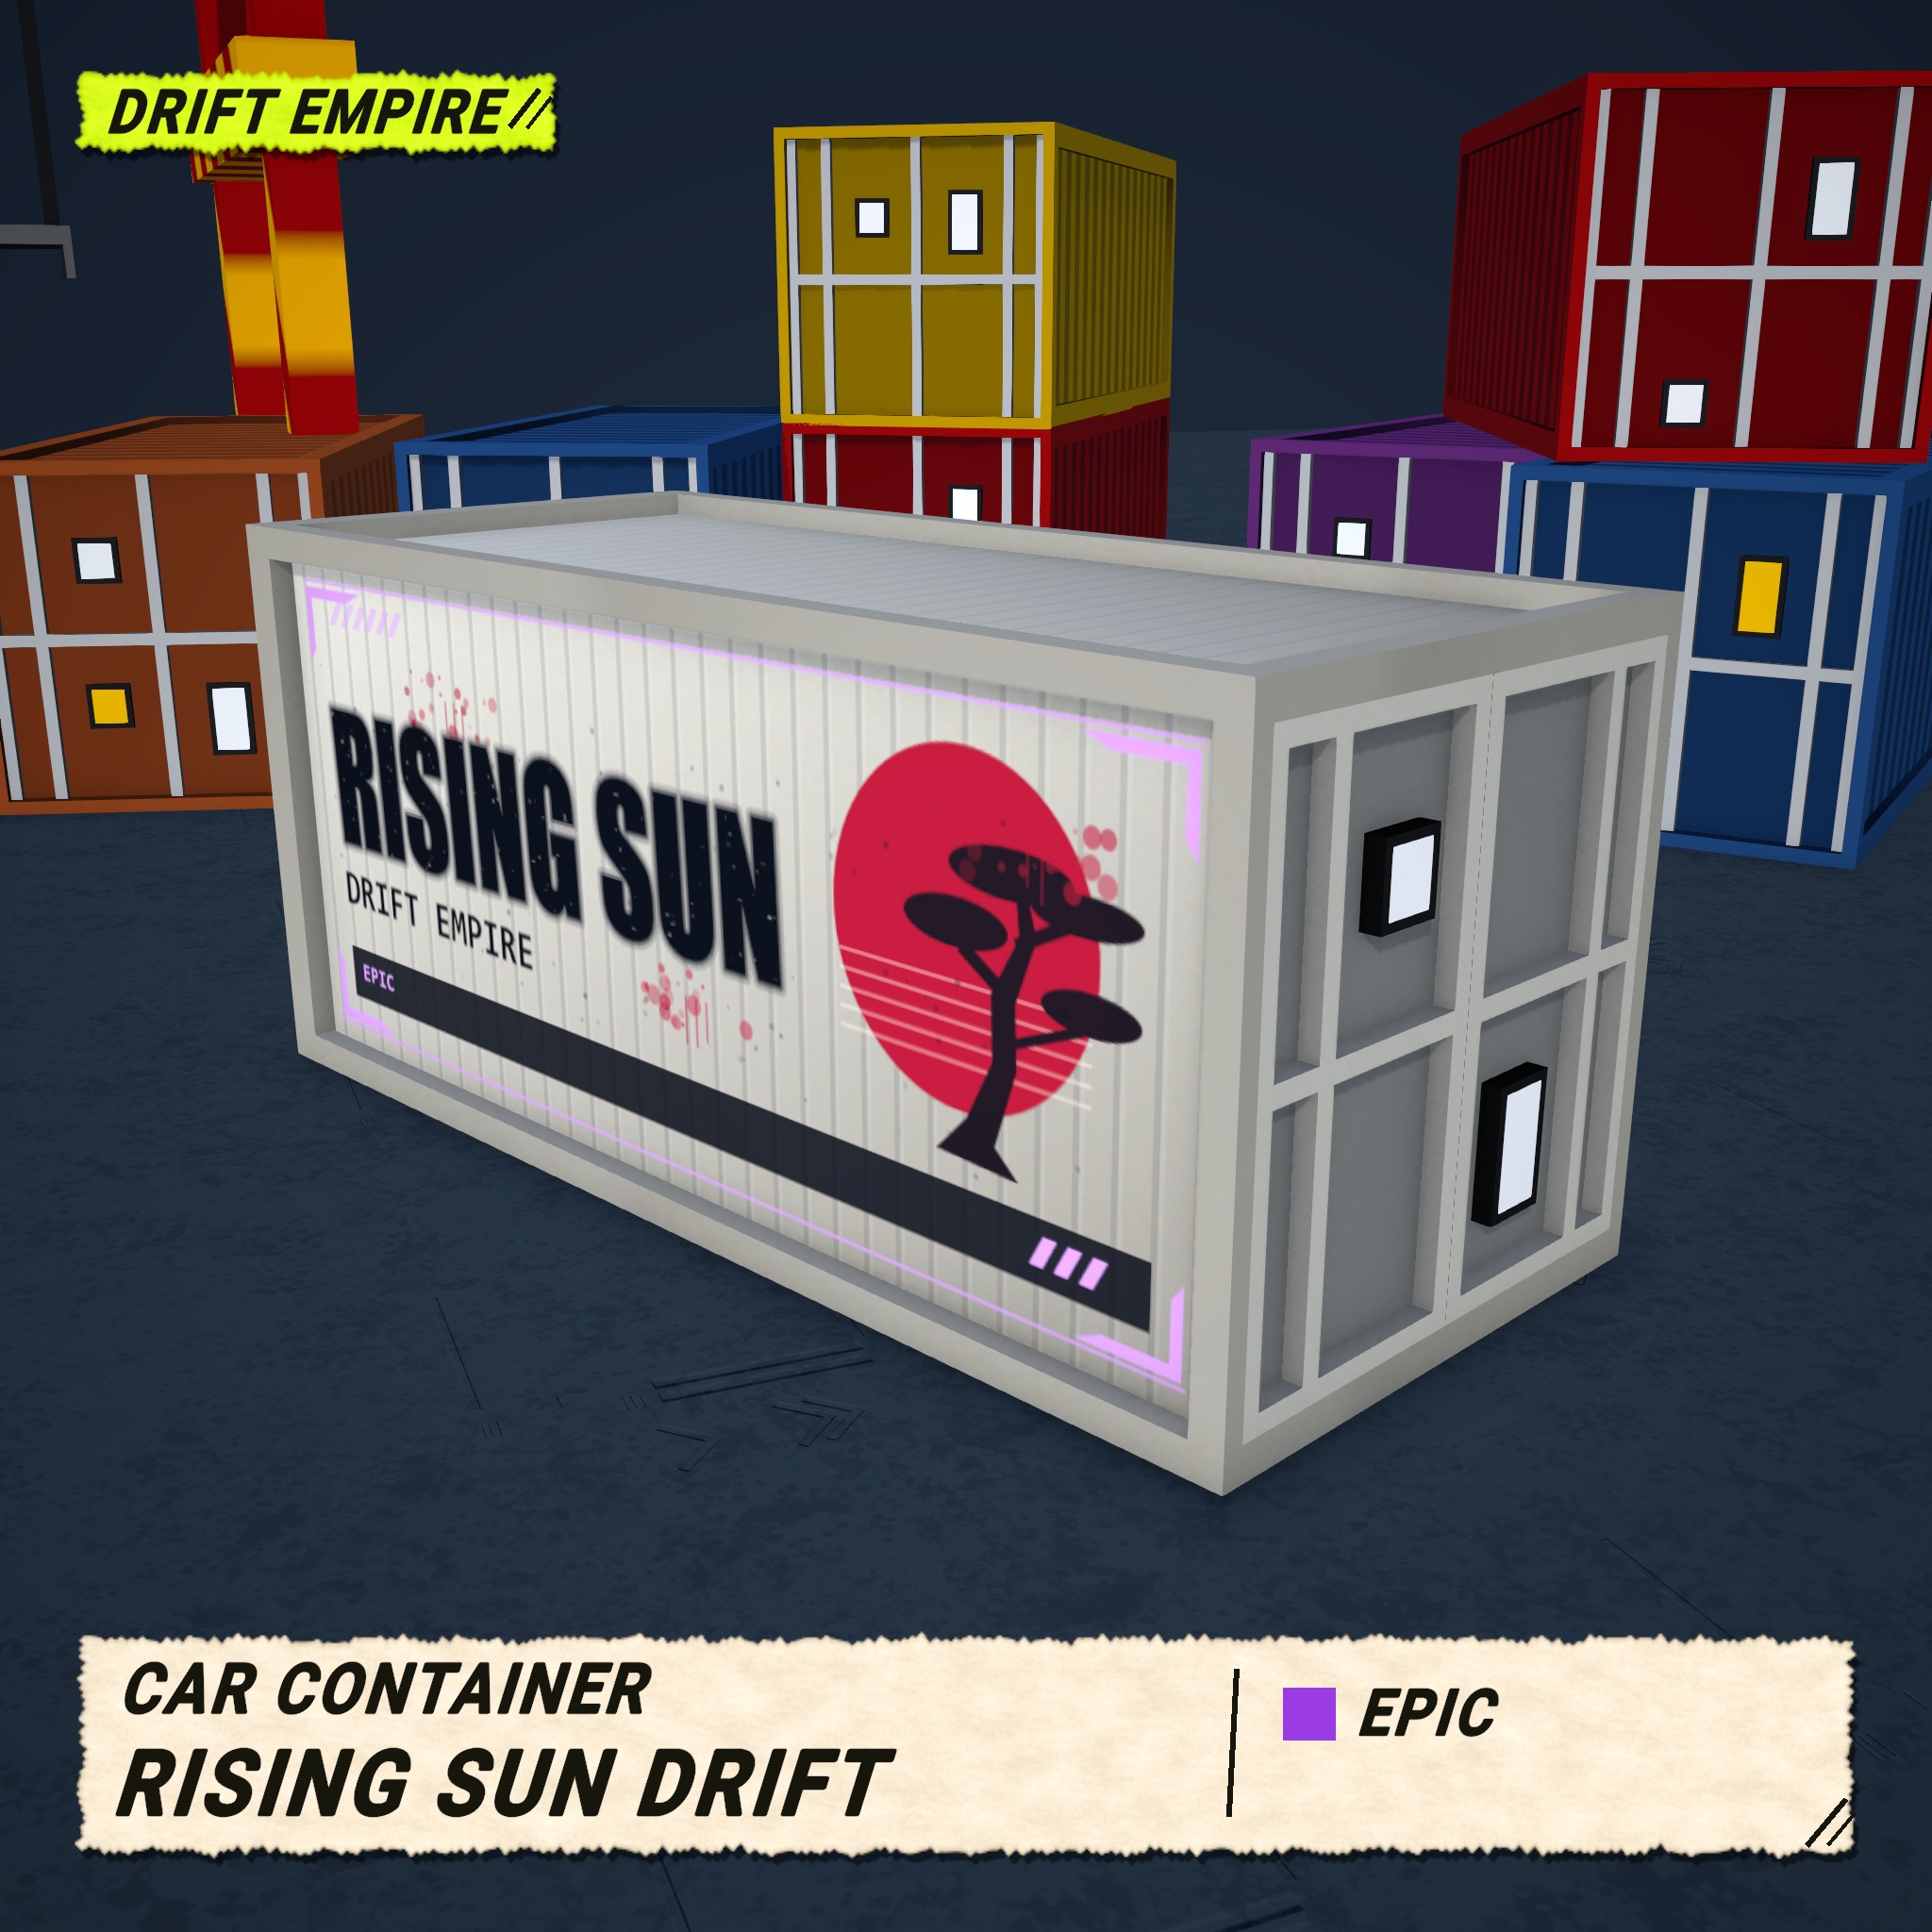 DRIFT EMPIRE//
RISING SUN
DRIFT EMPIRE
EPIC
CAR CONTAINER
RISING SUN DRIFT
EPIC